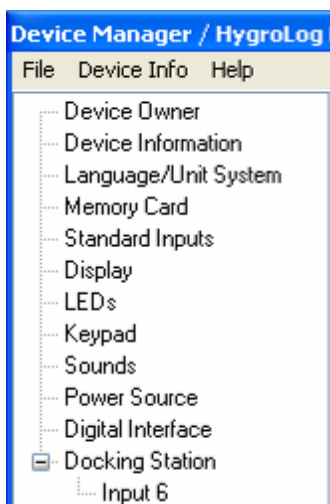 Device Manager / HygroLog
File Device Info Help
Device Owner
Device Information
Language/Unit System
Memory Card
Standard Inputs
Display
LEDs
Keypad
Sounds
Power Source
Digital Interface
Docking Station
Input 6